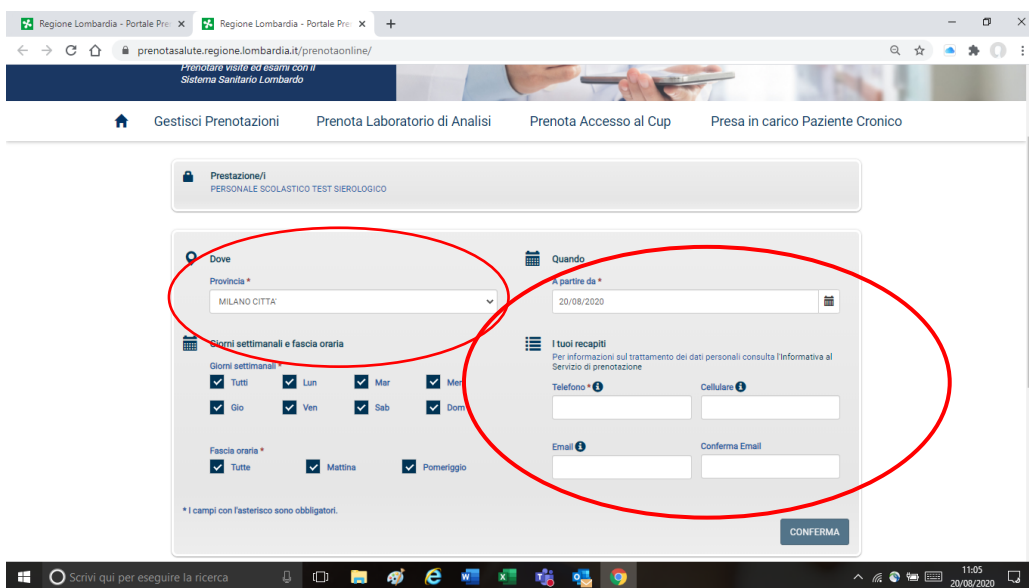 Regione Lombardia - Portale Pre
Regione Lombardia - Portale Pre
prenotasalute.regione.lombardia.it/prenotaonline/
Prenotare visite ed esami con il
Sistema Sanitario Lombardo
Gestisci Prenotazioni
Prenota Laboratorio di Analisi
Prenota Accesso al Cup
Presa in carico Paziente Cronico
Prestazione/i
PERSONALE SCOLASTICO TEST SIEROLOGICO
Dove
Provincia *
MILANO CITTA'
Quando
A partire da *
20/08/2020
Giorni settimanali e fascia oraria
Giorni settimanali *
Tutti Lun Mar Mer
Gio Ven Sab Dom
Fascia oraria *
Tutte Mattina Pomeriggio
I tuoi recapiti
Per informazioni sul trattamento dei dati personali consulta l'Informativa al
Servizio di prenotazione
Telefono *
Cellulare
Email
Conferma Email
* I campi con l'asterisco sono obbligatori.
CONFERMA
Scrivi qui per eseguire la ricerca
11:05
20/08/2020